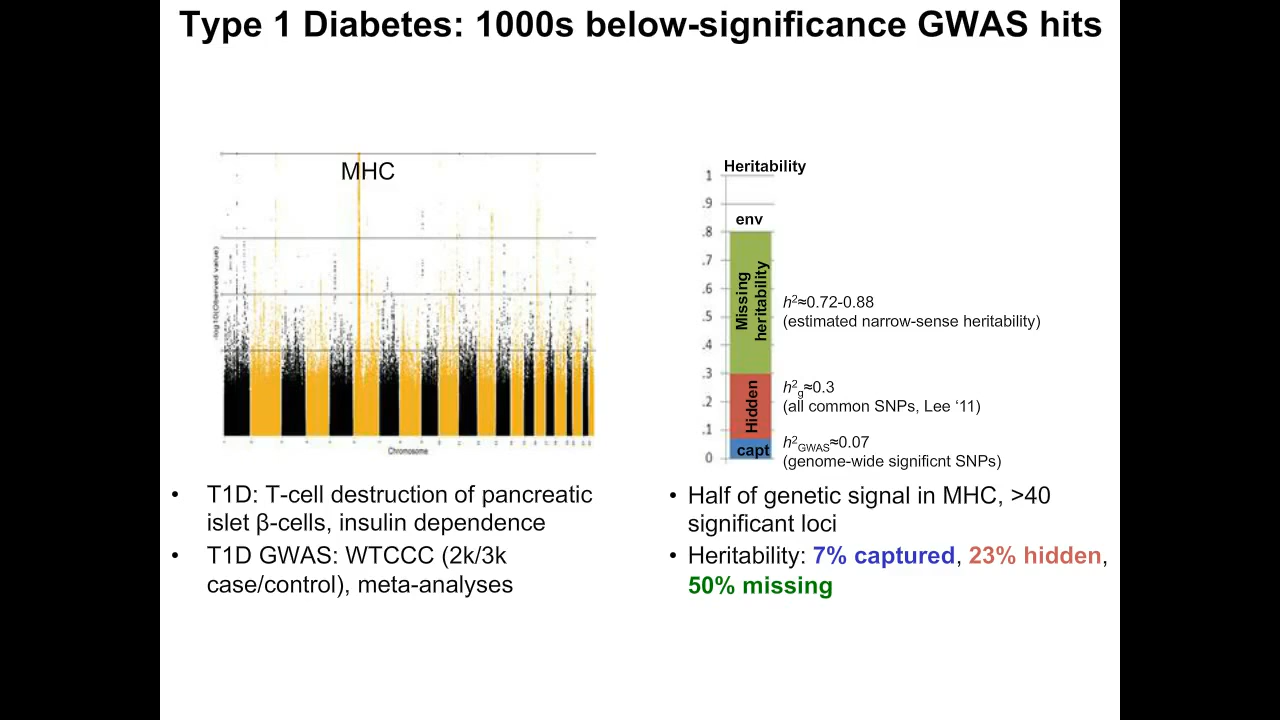 Type 1 Diabetes: 1000s below-significance GWAS hits
MHC
-log10(Oberved value)
Chromosome
Heritability
1
.9
.8
.7
.6
.5
.4
.3
.2
.1
0
env
Missing
heritability
Hidden
capt
h²≈0.72-0.88
(estimated narrow-sense heritability)
h²g≈0.3
(all common SNPs, Lee ‘11)
h²GWAS≈0.07
(genome-wide significnt SNPs)
• T1D: T-cell destruction of pancreatic
islet β-cells, insulin dependence
• T1D GWAS: WTCCC (2k/3k
case/control), meta-analyses
• Half of genetic signal in MHC, >40
significant loci
• Heritability: 7% captured, 23% hidden,
50% missing